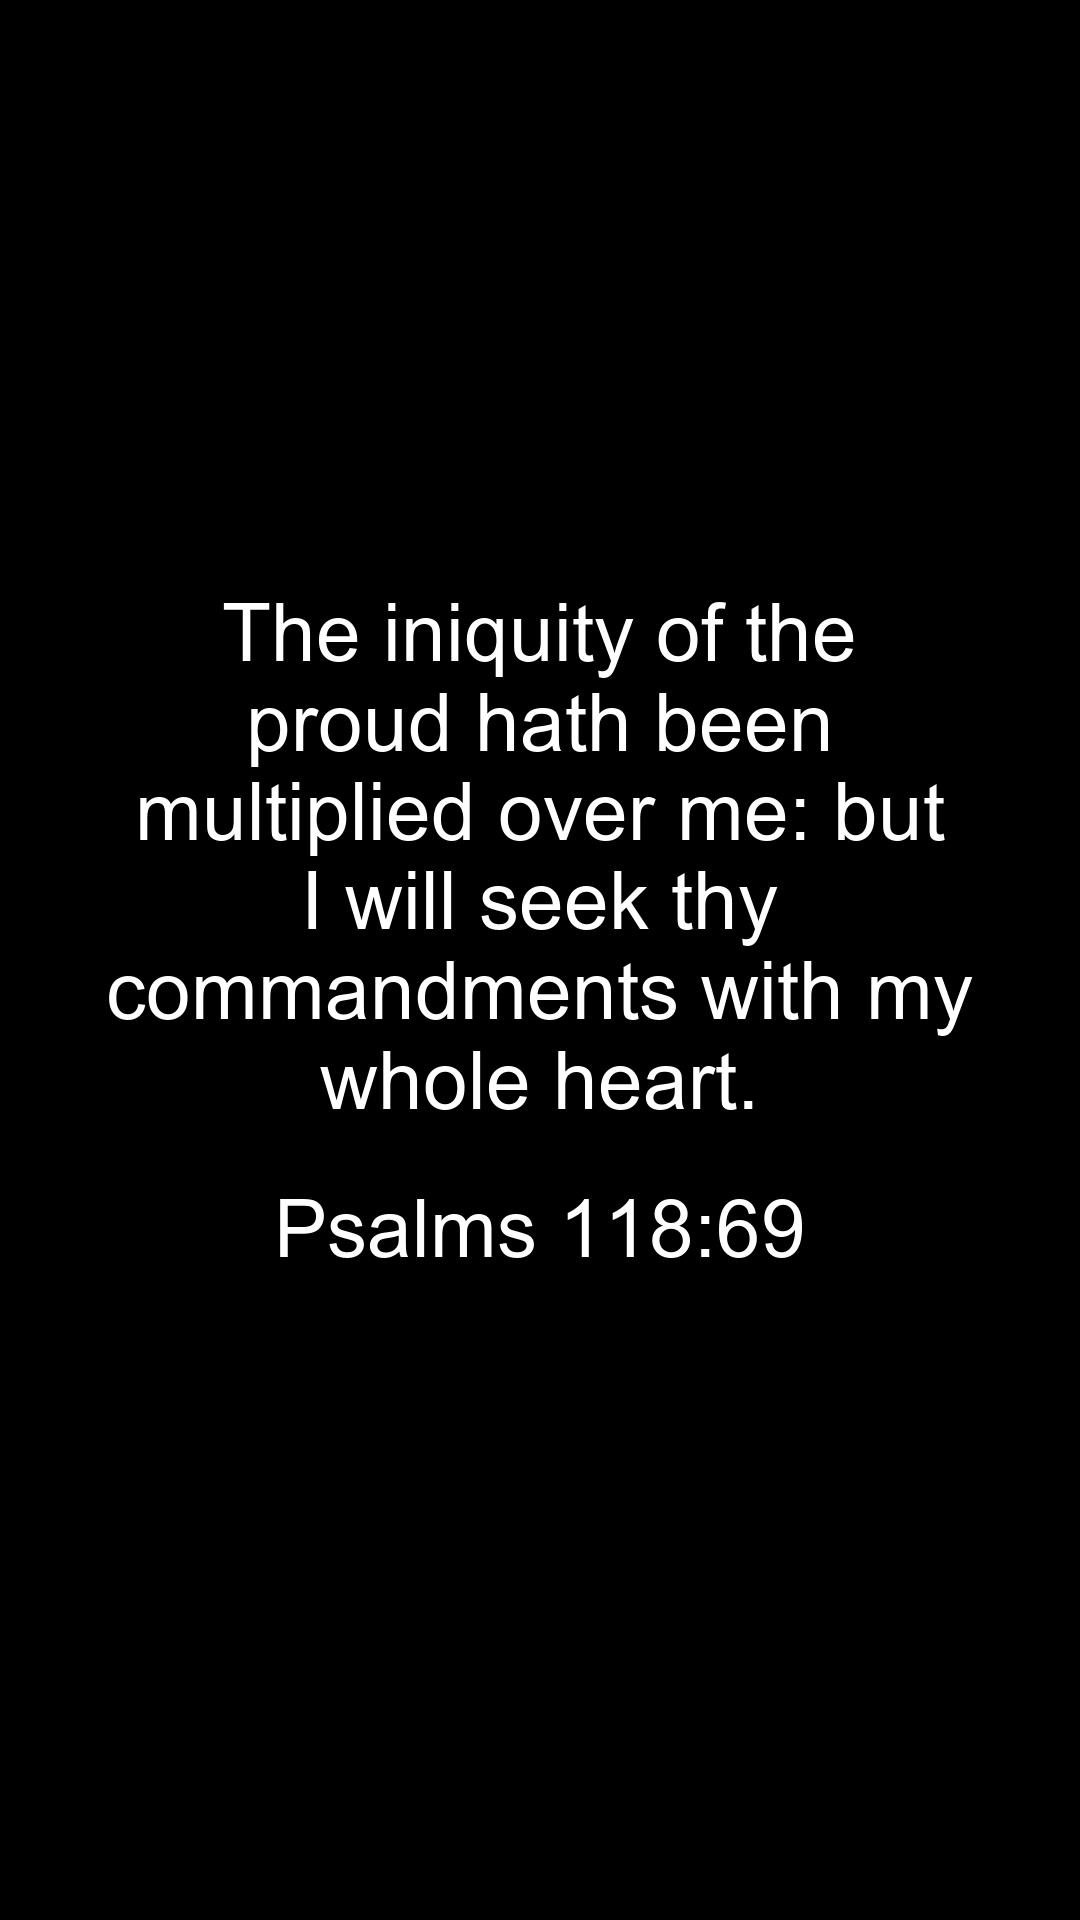 The iniquity of the
proud hath been
multiplied over me: but
I will seek thy
commandments with my
whole heart.
Psalms 118:69